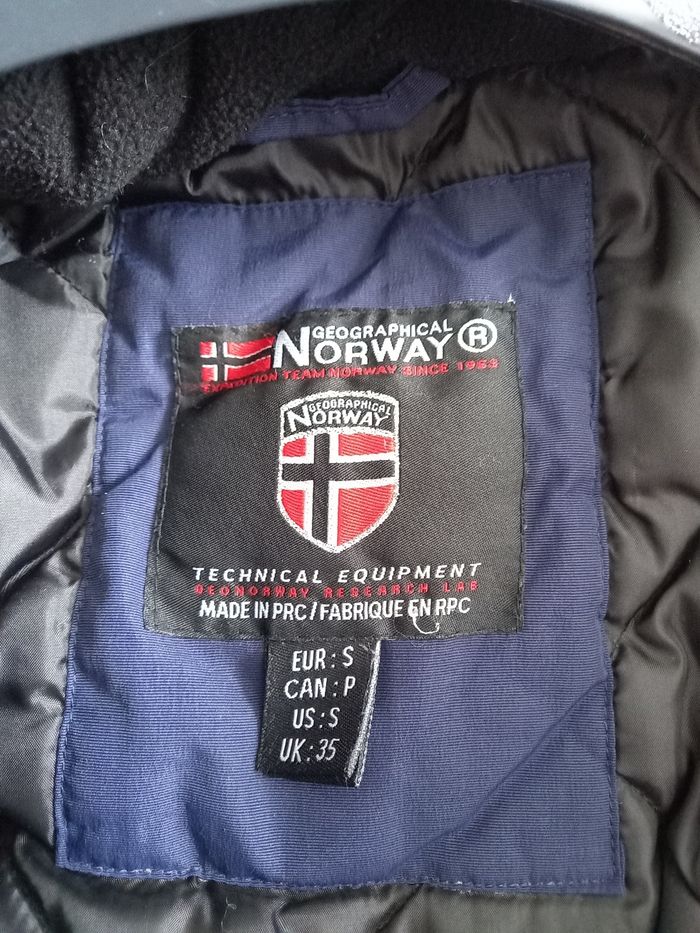 GEOGRAPHICAL
NORWAY ®
EXPEDITION TEAM NORWAY SINCE 1963
GEOGRAPHICAL
NORWAY
TECHNICAL EQUIPMENT
GEONORWAY RESEARCH LAB
MADE IN PRC/FABRIQUE EN RPC
EUR : S
CAN : P
US : S
UK : 35